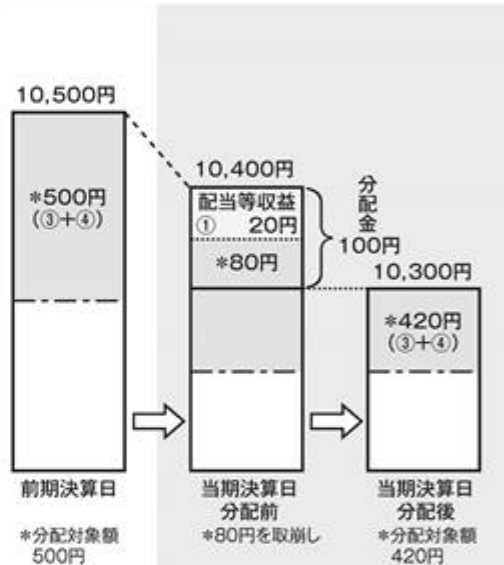 10,500円
*500円
(③+④)
10,400円
配当等収益
① 20円
*80円
分配金
100円
10,300円
*420円
(③+④)
前期決算日
*分配対象額
500円
当期決算日
分配前
*80円を取崩し
当期決算日
分配後
*分配対象額
420円